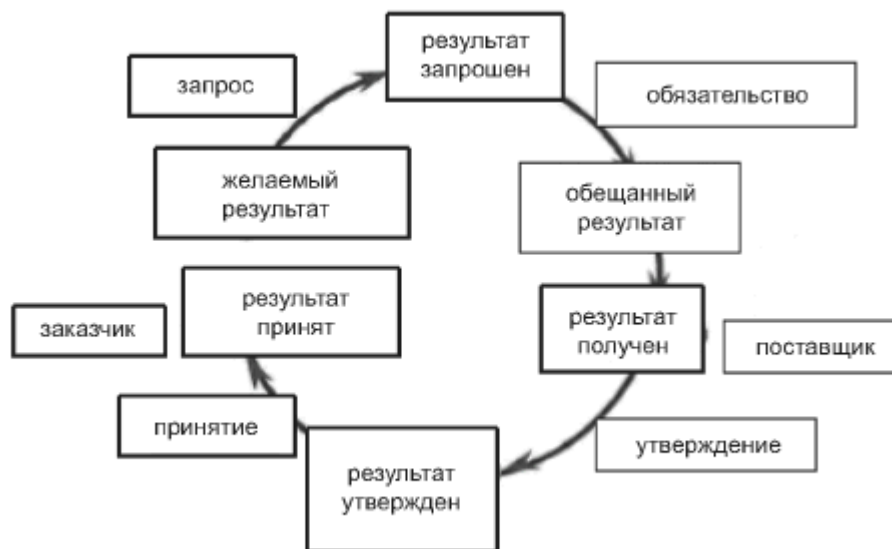 результат
запрошен
запрос
обязательство
желаемый
результат
обещанный
результат
результат
принят
заказчик
результат
получен
поставщик
принятие
утверждение
результат
утвержден